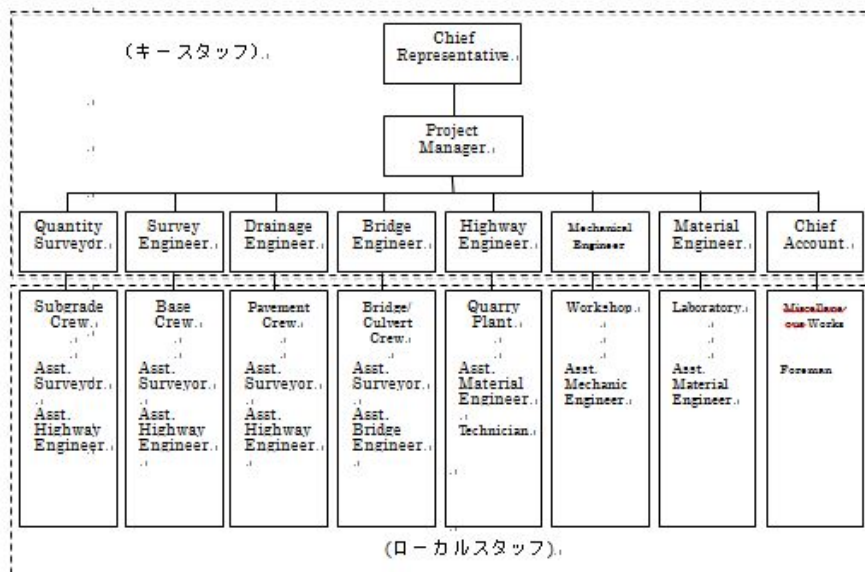 (キースタッフ)
Chief
Representative
Project
Manager
Quantity
Surveyor
Survey
Engineer
Drainage
Engineer
Bridge
Engineer
Highway
Engineer
Mechanical
Engineer
Material
Engineer
Chief
Account
Subgrade
Crew
Asst.
Surveyor
Asst.
Highway
Engineer
Base
Crew
Asst.
Surveyor
Asst.
Highway
Engineer
Pavement
Crew
Asst.
Surveyor
Asst.
Highway
Engineer
Bridge/
Culvert
Crew
Asst.
Surveyor
Asst.
Bridge
Engineer
Quarry
Plant
Asst.
Material
Engineer
Technician
Workshop
Asst.
Mechanic
Engineer
Laboratory
Asst.
Material
Engineer
Miscellane/
ous Works
Foreman
(ローカルスタッフ)